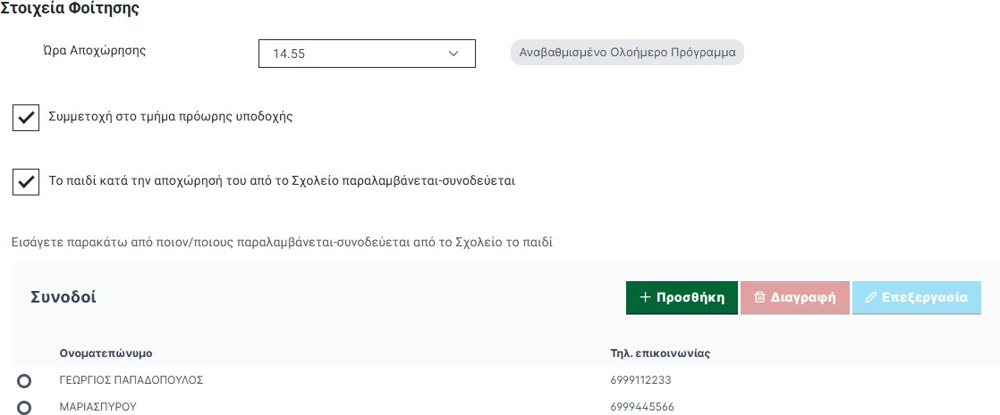 Στοιχεία Φοίτησης
Ώρα Αποχώρησης 14.55 Αναβαθμισμένο Ολοήμερο Πρόγραμμα
Συμμετοχή στο τμήμα πρόωρης υποδοχής
Το παιδί κατά την αποχώρησή του από το Σχολείο παραλαμβάνεται-συνοδεύεται
Εισάγετε παρακάτω από ποιον/ποιους παραλαμβάνεται-συνοδεύεται από το Σχολείο το παιδί
Συνοδοί Προσθήκη Διαγραφή Επεξεργασία
Ονοματεπώνυμο Τηλ. επικοινωνίας
ΓΕΩΡΓΙΟΣ ΠΑΠΑΔΟΠΟΥΛΟΣ 6999112233
ΜΑΡΙΑΣΠΥΡΟΥ 6999445566